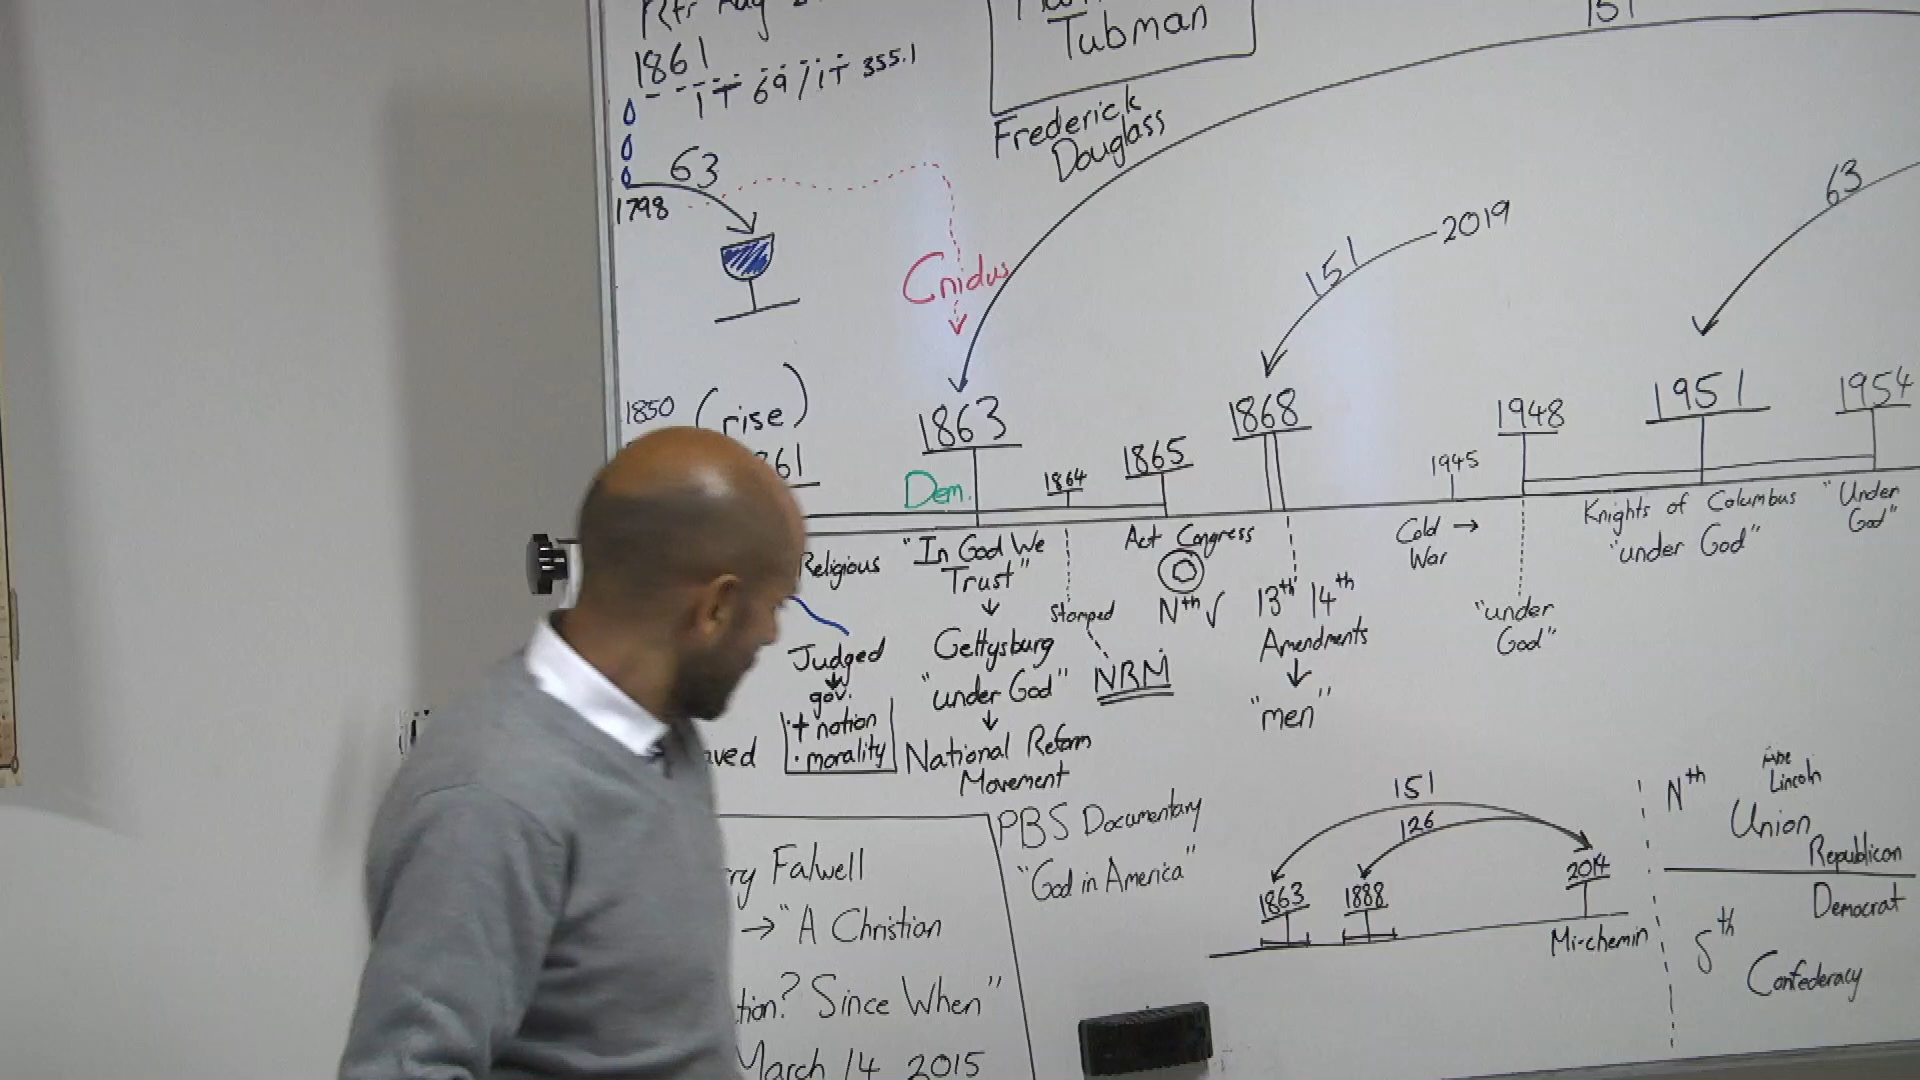 1861
1T 69/1T 355.1
63
1798
Tubman
Frederick
Douglass
151
Cnidus
151
2019
63
1850
(rise)
61
1863
Dem.
1864
1865
1868
1945
1948
1951
1954
Religious
"In God We
Trust"
Act Congress
Cold →
War
Knights of Columbus
"under God"
"Under
God"
Judged
gov.
+ nation
· morality
Gettysburg
"under God"
National Reform
Movement
Stamped
NRM
Nth √
13th 14th
Amendments
"men"
"under
God"
Falwell
→ "A Christian
Since When"
March 14 2015
PBS Documentary
"God in America"
151
126
1863
1888
2014
Mi-chemin
Nth
Lincoln
Union
Republican
Democrat
Sth
Confederacy